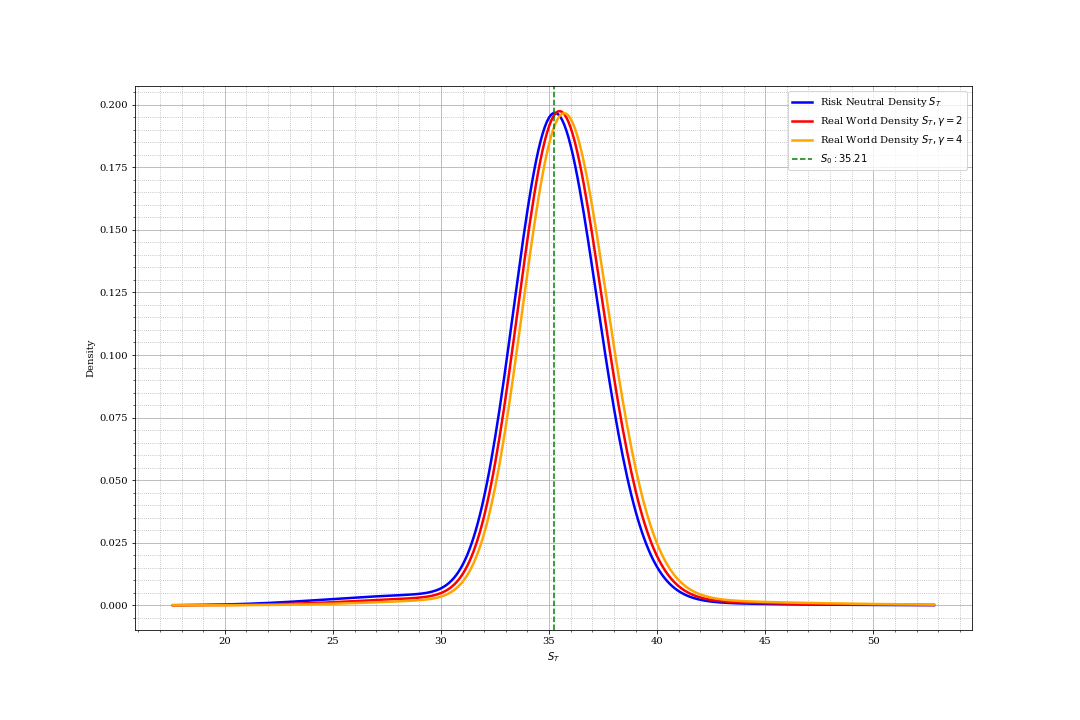 0.200
0.175
0.150
0.125
0.100
0.075
0.050
0.025
0.000
Density
20 25 30 35 40 45 50
S_T
Risk Neutral Density S_T
Real World Density S_T, γ = 2
Real World Density S_T, γ = 4
S_0 : 35.21